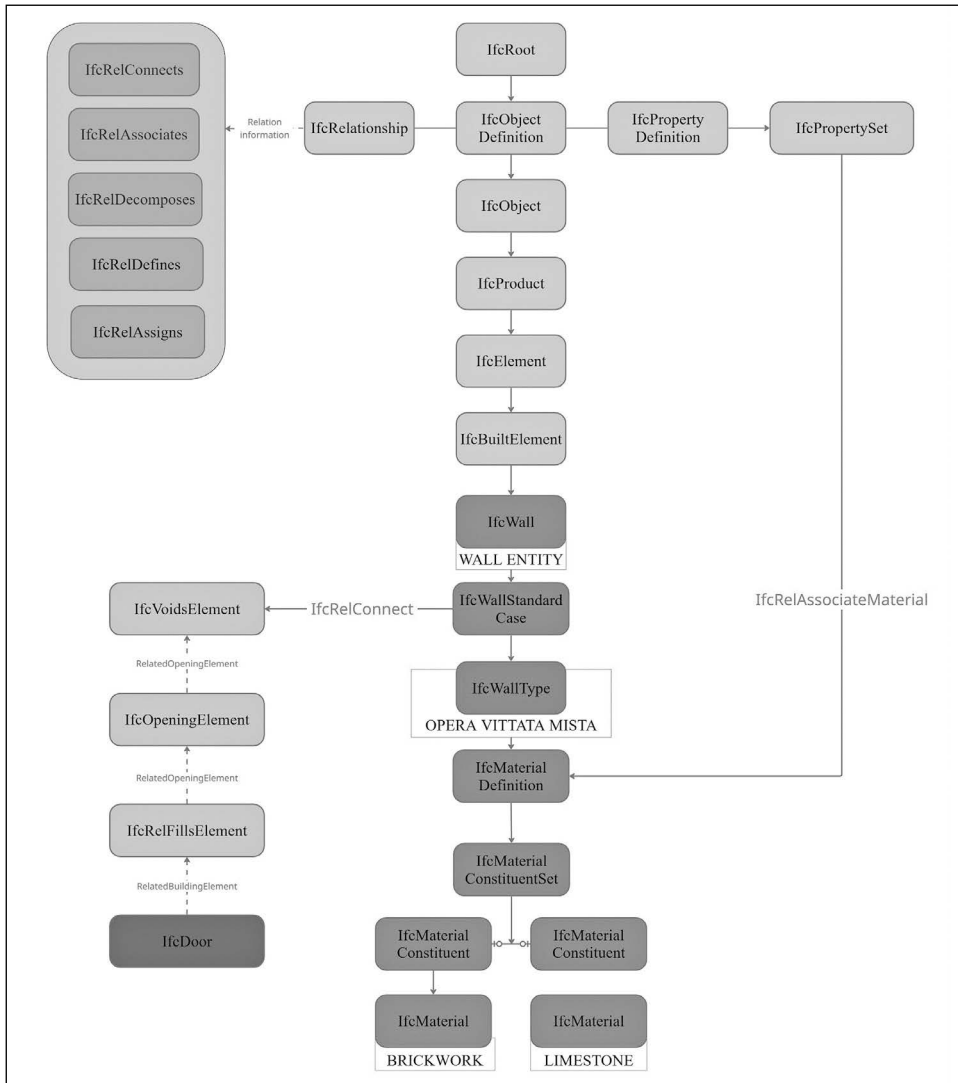 IfcRelConnects
IfcRelAssociates
IfcRelDecomposes
IfcRelDefines
IfcRelAssigns
Relation
information
IfcRelationship
IfcRoot
IfcObject
Definition
IfcProperty
Definition
IfcPropertySet
IfcObject
IfcProduct
IfcElement
IfcBuiltElement
IfcWall
WALL ENTITY
IfcWallStandard
Case
IfcRelConnect
IfcVoidsElement
RelatedOpeningElement
IfcOpeningElement
RelatedOpeningElement
IfcRelFillsElement
RelatedBuildingElement
IfcDoor
IfcRelAssociateMaterial
IfcWallType
OPERA VITTATA MISTA
IfcMaterial
Definition
IfcMaterial
ConstituentSet
IfcMaterial
Constituent
IfcMaterial
Constituent
IfcMaterial
BRICKWORK
IfcMaterial
LIMESTONE